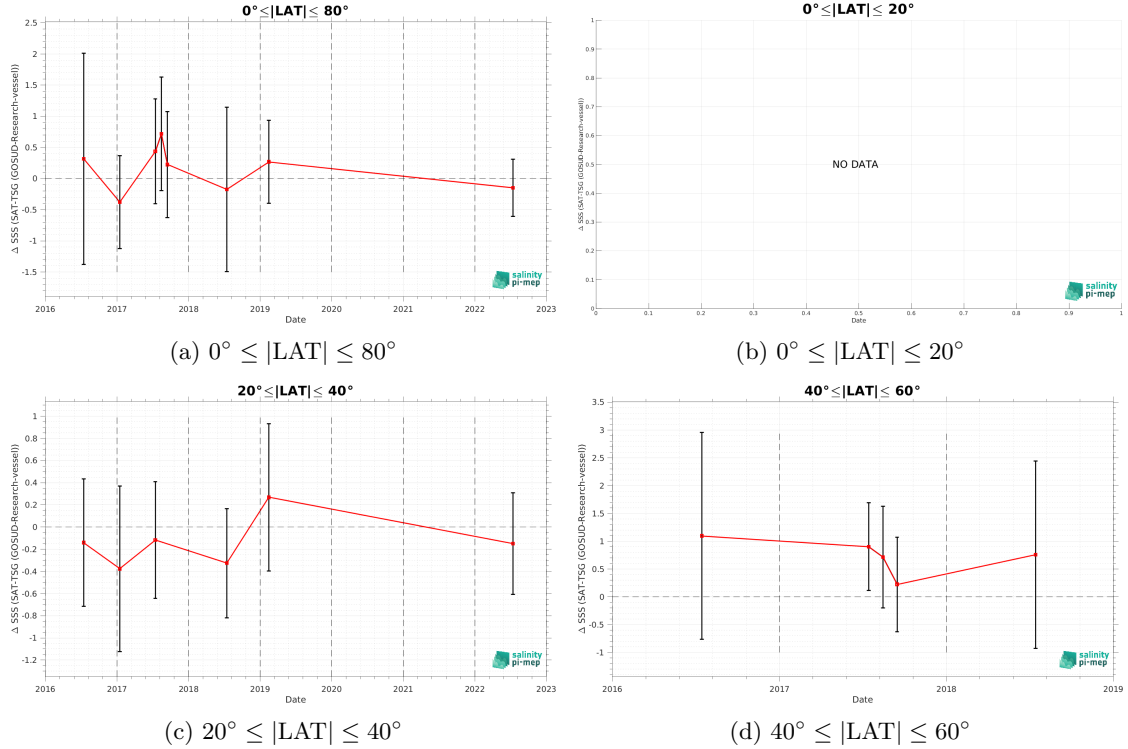 0°≤|LAT|≤ 80°
Δ SSS (SAT-TSG (GOSUD-Research-vessel))
2.5
2
1.5
1
0.5
0
-0.5
-1
-1.5
2016 2017 2018 2019 2020 2021 2022 2023
Date
salinity
pi-mep
(a) 0° ≤ |LAT| ≤ 80°
0°≤|LAT|≤ 20°
Δ SSS (SAT-TSG (GOSUD-Research-vessel))
1
0.9
0.8
0.7
0.6
0.5
0.4
0.3
0.2
0.1
0
NO DATA
0 0.1 0.2 0.3 0.4 0.5 0.6 0.7 0.8 0.9 1
Date
salinity
pi-mep
(b) 0° ≤ |LAT| ≤ 20°
20°≤|LAT|≤ 40°
Δ SSS (SAT-TSG (GOSUD-Research-vessel))
1
0.8
0.6
0.4
0.2
0
-0.2
-0.4
-0.6
-0.8
-1
-1.2
2016 2017 2018 2019 2020 2021 2022 2023
Date
salinity
pi-mep
(c) 20° ≤ |LAT| ≤ 40°
40°≤|LAT|≤ 60°
Δ SSS (SAT-TSG (GOSUD-Research-vessel))
3.5
3
2.5
2
1.5
1
0.5
0
-0.5
-1
2016 2017 2018 2019
Date
salinity
pi-mep
(d) 40° ≤ |LAT| ≤ 60°